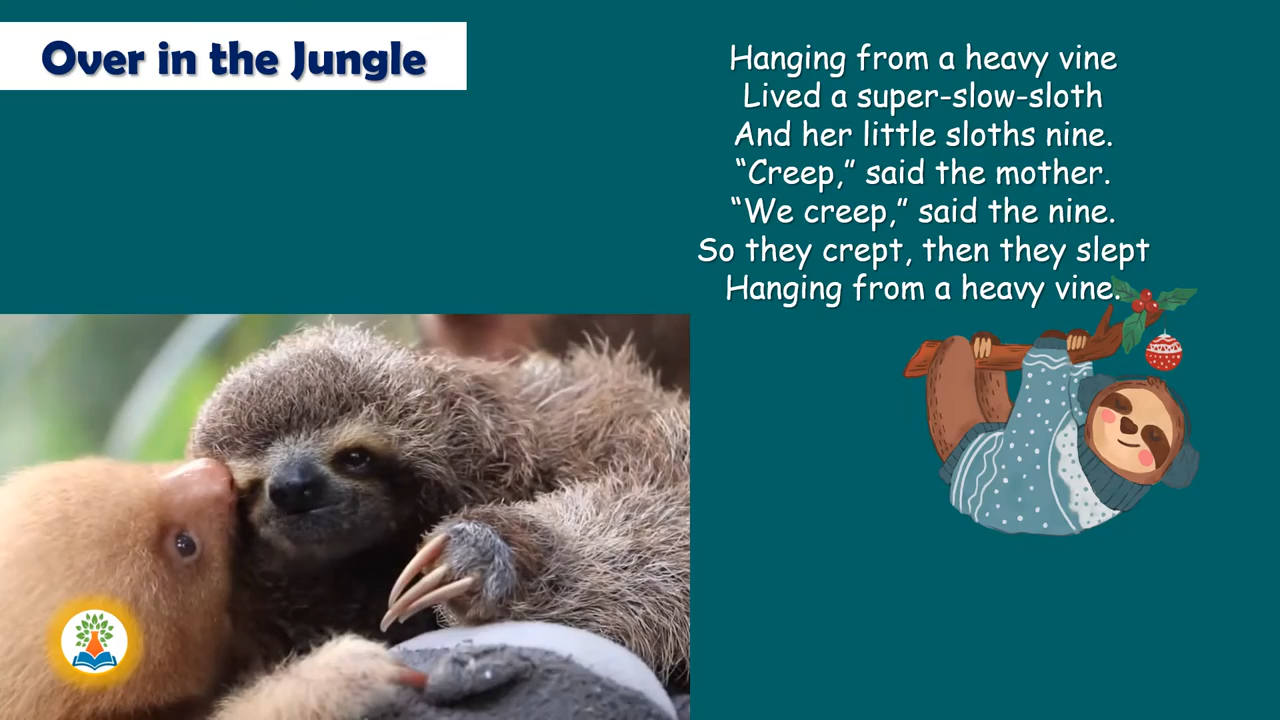 Over in the Jungle
Hanging from a heavy vine
Lived a super-slow-sloth
And her little sloths nine.
“Creep,” said the mother.
“We creep,” said the nine.
So they crept, then they slept
Hanging from a heavy vine.